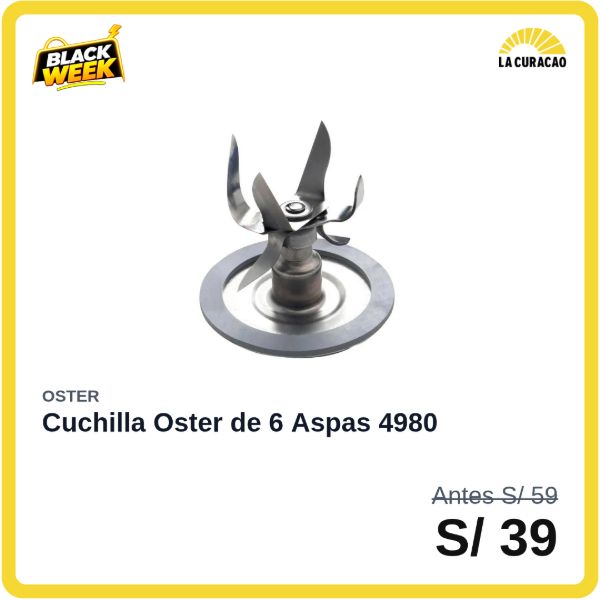 BLACK
WEEK
LA CURACAO
OSTER
Cuchilla Oster de 6 Aspas 4980
Antes S/ 59
S/ 39